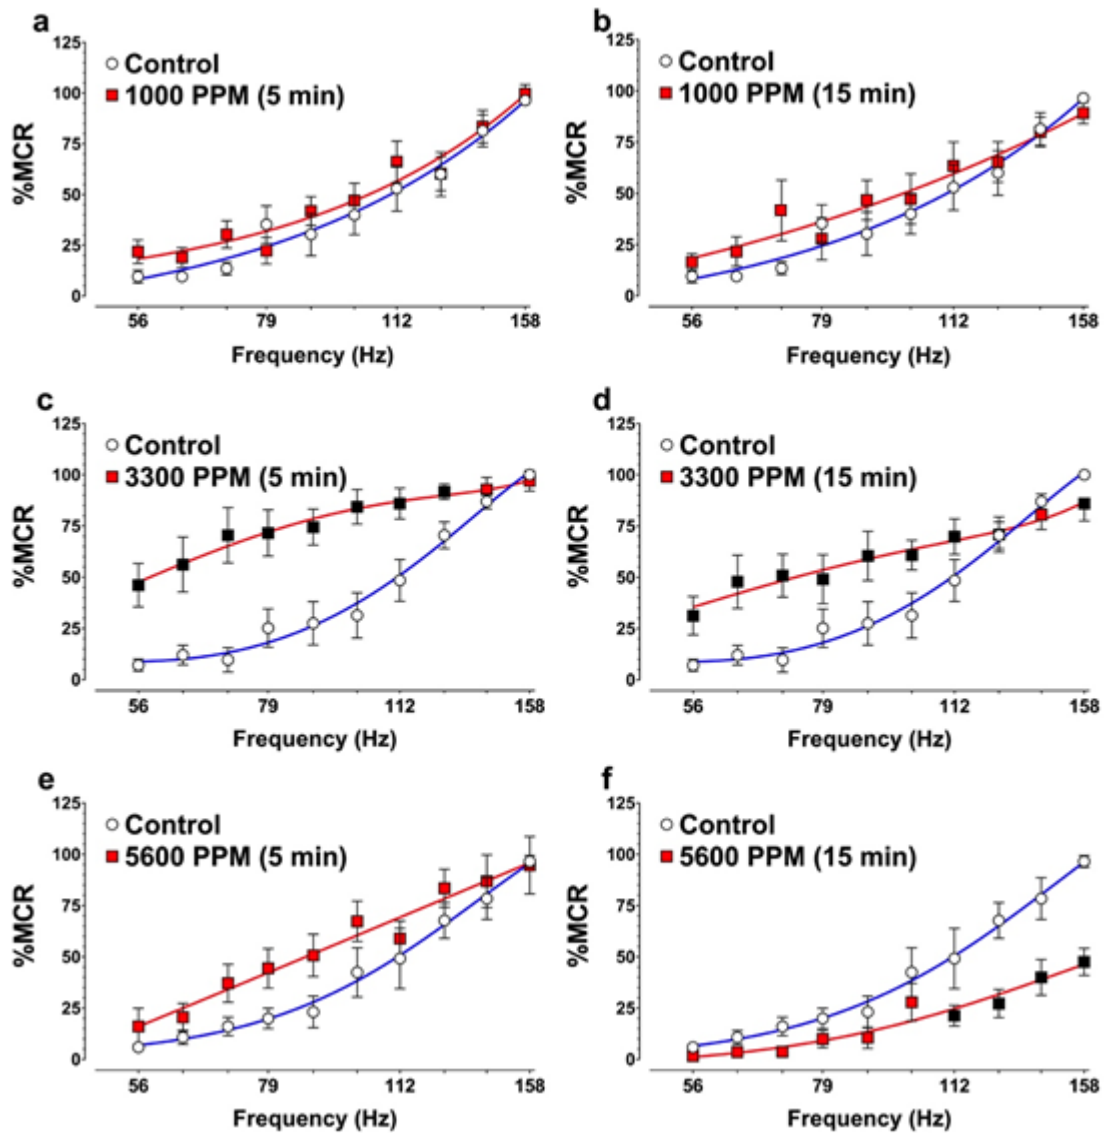 a
125
100
75
50
25
0
%MCR
Control
1000 PPM (5 min)
56 79 112 158
Frequency (Hz)
b
125
100
75
50
25
0
%MCR
Control
1000 PPM (15 min)
56 79 112 158
Frequency (Hz)
c
125
100
75
50
25
0
%MCR
Control
3300 PPM (5 min)
56 79 112 158
Frequency (Hz)
d
125
100
75
50
25
0
%MCR
Control
3300 PPM (15 min)
56 79 112 158
Frequency (Hz)
e
125
100
75
50
25
0
%MCR
Control
5600 PPM (5 min)
56 79 112 158
Frequency (Hz)
f
125
100
75
50
25
0
%MCR
Control
5600 PPM (15 min)
56 79 112 158
Frequency (Hz)